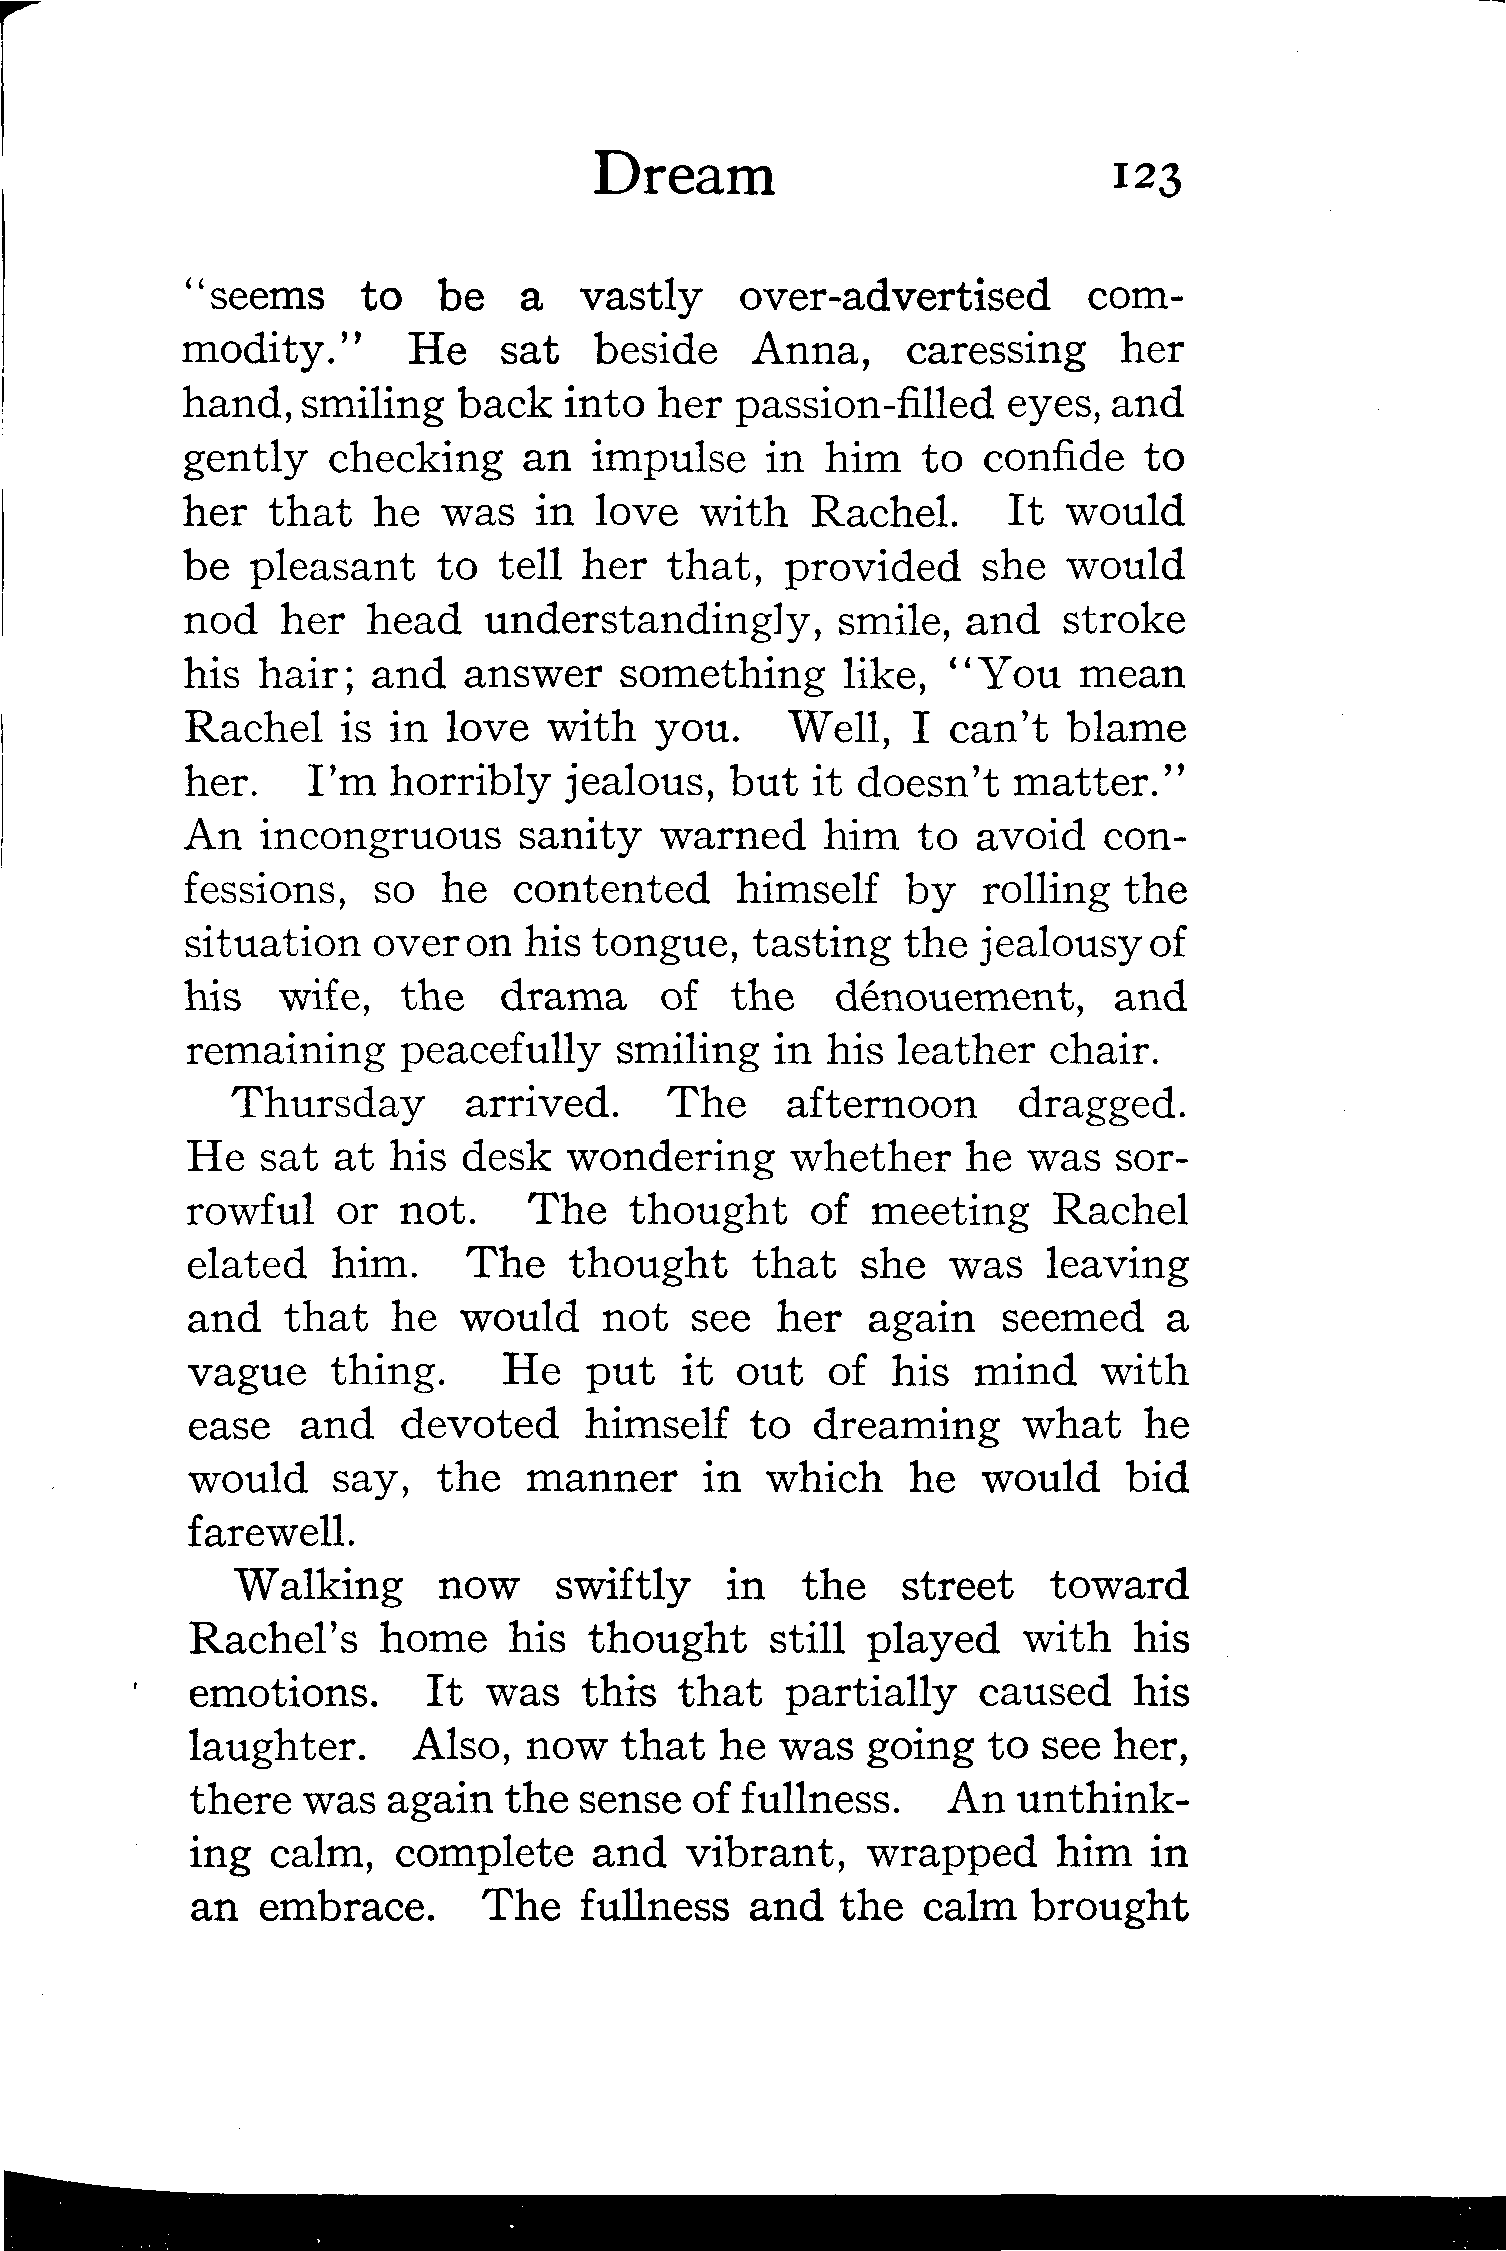 Dream 123
"seems to be a vastly over-advertised com-
modity." He sat beside Anna, caressing her
hand, smiling back into her passion-filled eyes, and
gently checking an impulse in him to confide to
her that he was in love with Rachel. It would
be pleasant to tell her that, provided she would
nod her head understandingly, smile, and stroke
his hair; and answer something like, "You mean
Rachel is in love with you. Well, I can't blame
her. I'm horribly jealous, but it doesn't matter."
An incongruous sanity warned him to avoid con-
fessions, so he contented himself by rolling the
situation over on his tongue, tasting the jealousy of
his wife, the drama of the dénouement, and
remaining peacefully smiling in his leather chair.
Thursday arrived. The afternoon dragged.
He sat at his desk wondering whether he was sor-
rowful or not. The thought of meeting Rachel
elated him. The thought that she was leaving
and that he would not see her again seemed a
vague thing. He put it out of his mind with
ease and devoted himself to dreaming what he
would say, the manner in which he would bid
farewell.
Walking now swiftly in the street toward
Rachel's home his thought still played with his
emotions. It was this that partially caused his
laughter. Also, now that he was going to see her,
there was again the sense of fullness. An unthink-
ing calm, complete and vibrant, wrapped him in
an embrace. The fullness and the calm brought